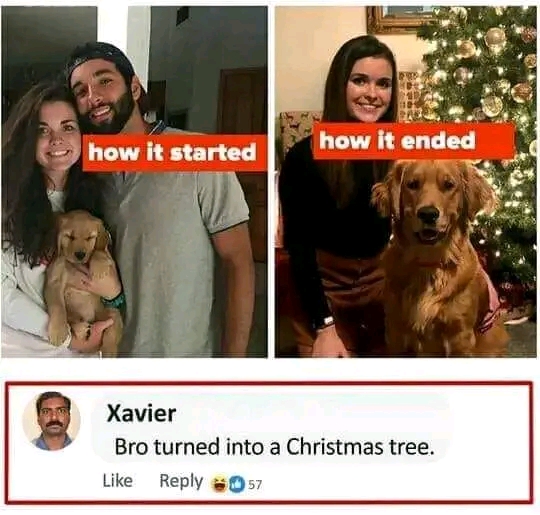 how it started
how it ended
Xavier
Bro turned into a Christmas tree.
Like Reply 57